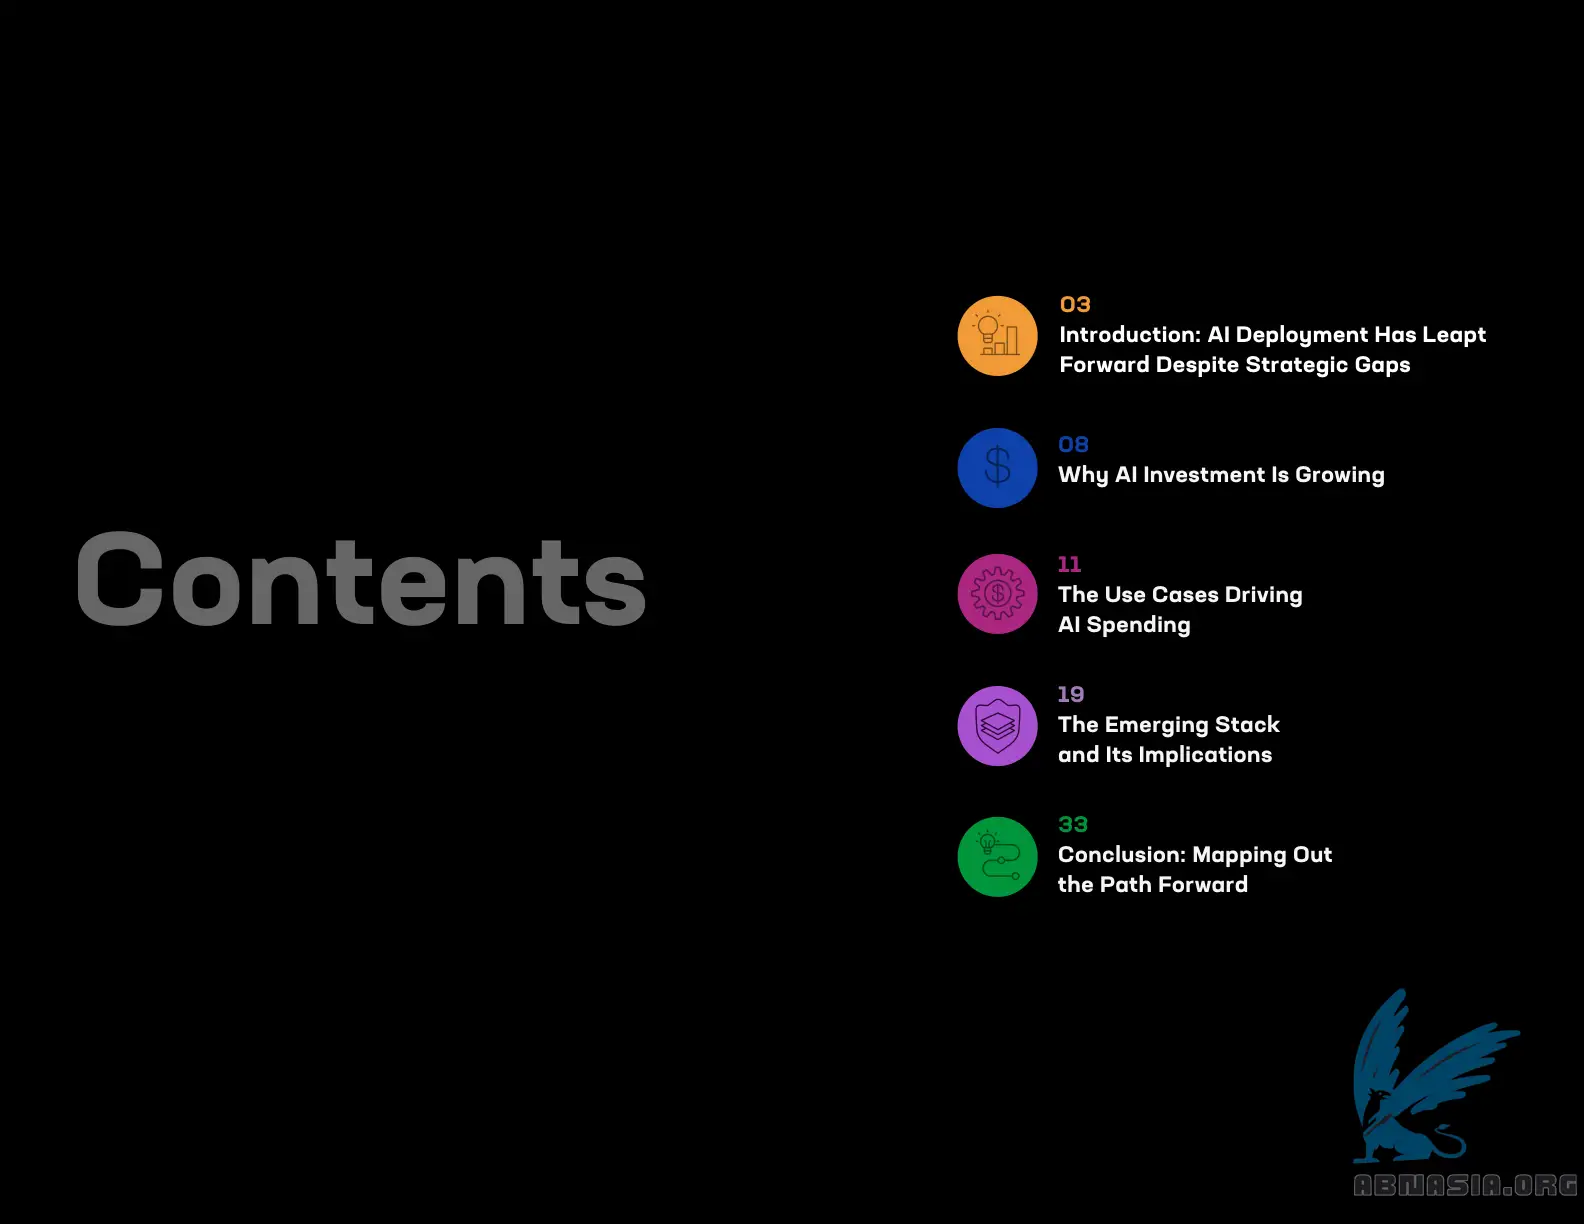 Contents
03
Introduction: AI Deployment Has Leapt
Forward Despite Strategic Gaps
08
Why AI Investment Is Growing
11
The Use Cases Driving
AI Spending
19
The Emerging Stack
and Its Implications
33
Conclusion: Mapping Out
the Path Forward
ABNASIA.ORG